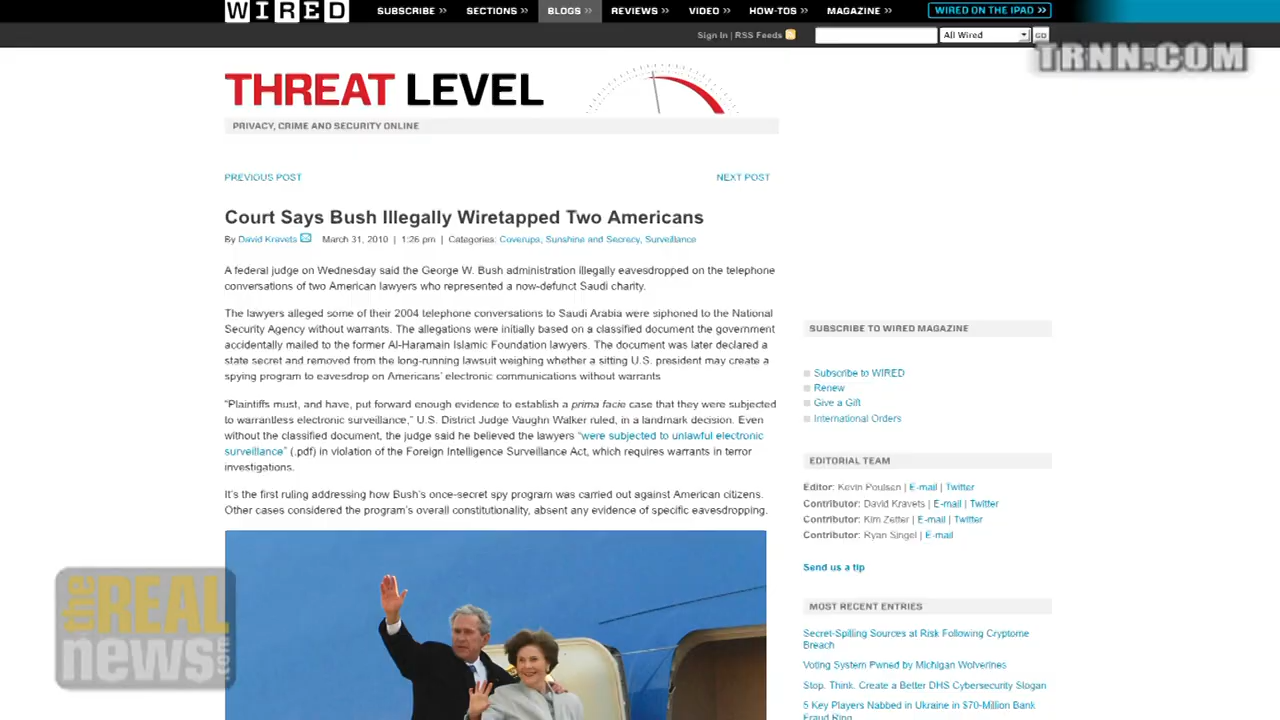 WIRED
SUBSCRIBE >> SECTIONS >> BLOGS >> REVIEWS >> VIDEO >> HOW-TOS >> MAGAZINE >> WIRED ON THE IPAD >>
Sign In | RSS Feeds All Wired GO
TRNN.COM
THREAT LEVEL
PRIVACY, CRIME AND SECURITY ONLINE
PREVIOUS POST NEXT POST
Court Says Bush Illegally Wiretapped Two Americans
By David Kravets March 31, 2010 | 1:26 pm | Categories: Coverups, Sunshine and Secrecy, Surveillance
A federal judge on Wednesday said the George W. Bush administration illegally eavesdropped on the telephone
conversations of two American lawyers who represented a now-defunct Saudi charity.
The lawyers alleged some of their 2004 telephone conversations to Saudi Arabia were siphoned to the National
Security Agency without warrants. The allegations were initially based on a classified document the government
accidentally mailed to the former Al-Haramain Islamic Foundation lawyers. The document was later declared a
state secret and removed from the long-running lawsuit weighing whether a sitting U.S. president may create a
spying program to eavesdrop on Americans' electronic communications without warrants
"Plaintiffs must, and have, put forward enough evidence to establish a prima facie case that they were subjected
to warrantless electronic surveillance," U.S. District Judge Vaughn Walker ruled, in a landmark decision. Even
without the classified document, the judge said he believed the lawyers "were subjected to unlawful electronic
surveillance" (.pdf) in violation of the Foreign Intelligence Surveillance Act, which requires warrants in terror
investigations.
It's the first ruling addressing how Bush's once-secret spy program was carried out against American citizens.
Other cases considered the program's overall constitutionality, absent any evidence of specific eavesdropping.
SUBSCRIBE TO WIRED MAGAZINE
Subscribe to WIRED
Renew
Give a Gift
International Orders
EDITORIAL TEAM
Editor: Kevin Poulsen | E-mail | Twitter
Contributor: David Kravets | E-mail | Twitter
Contributor: Kim Zetter | E-mail | Twitter
Contributor: Ryan Singel | E-mail
Send us a tip
MOST RECENT ENTRIES
Secret-Spilling Sources at Risk Following Cryptome
Breach
Voting System Pwned by Michigan Wolverines
Stop. Think. Create a Better DHS Cybersecurity Slogan
5 Key Players Nabbed in Ukraine in $70-Million Bank
Fraud Ring
the REAL
news.com